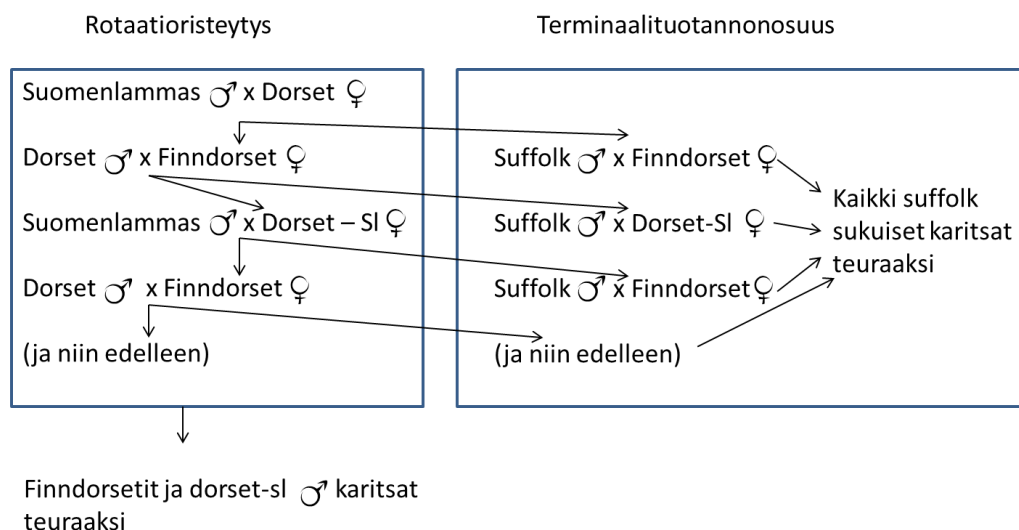 Rotaatioristeytys
Terminaalituotannonosuus
Suomenlammas ♂ x Dorset ♀
Dorset ♂ x Finndorset ♀
Suomenlammas ♂ x Dorset – Sl ♀
Dorset ♂ x Finndorset ♀
(ja niin edelleen)
Suffolk ♂ x Finndorset ♀
Suffolk ♂ x Dorset-Sl ♀
Suffolk ♂ x Finndorset ♀
(ja niin edelleen)
Kaikki suffolk
sukuiset karitsat
teuraaksi
Finndorsetit ja dorset-sl ♂ karitsat
teuraaksi